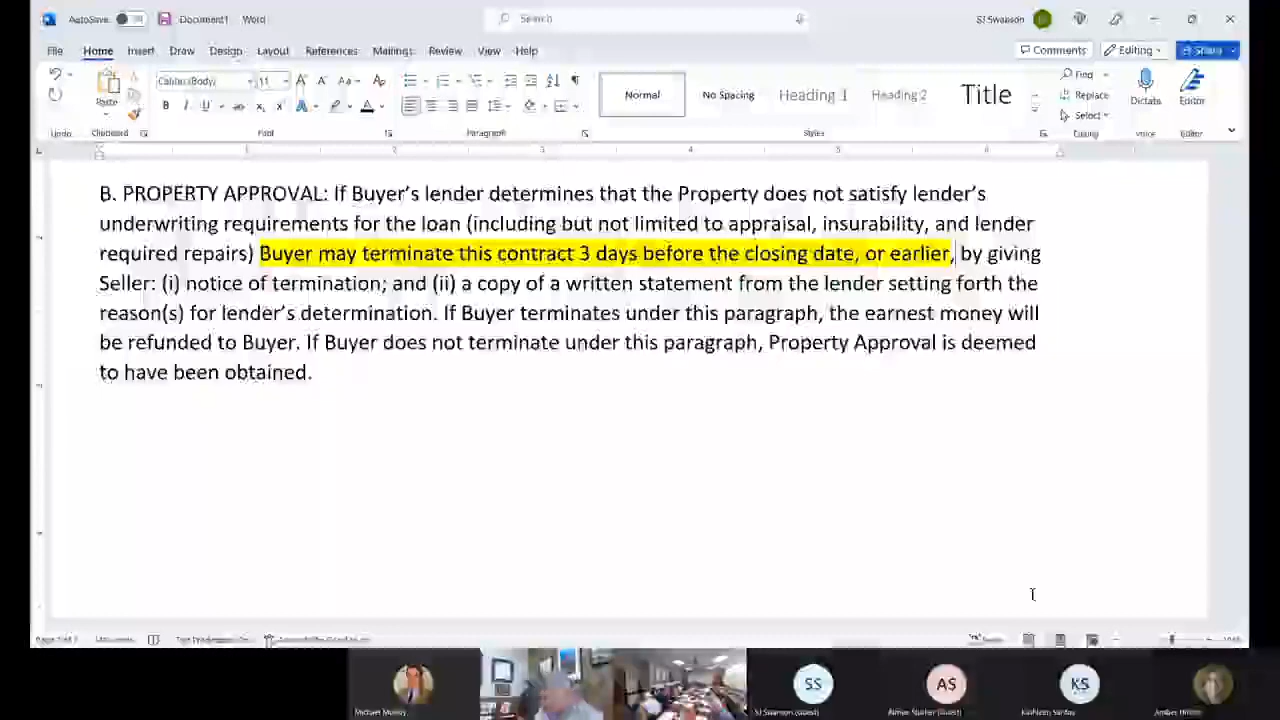 AutoSave
Document1 Word
Search
SJ Swanson
File Home Insert Draw Design Layout References Mailings Review View Help
Comments
Editing
Share
Calibri (Body) 11
Paste
Undo
Clipboard
Font
Paragraph
Normal
No Spacing
Heading 1
Heading 2
Title
Styles
Find
Replace
Select
Editing
Dictate
Voice
Editor
Editor
B. PROPERTY APPROVAL: If Buyer's lender determines that the Property does not satisfy lender's
underwriting requirements for the loan (including but not limited to appraisal, insurability, and lender
required repairs) Buyer may terminate this contract 3 days before the closing date, or earlier, by giving
Seller: (i) notice of termination; and (ii) a copy of a written statement from the lender setting forth the
reason(s) for lender's determination. If Buyer terminates under this paragraph, the earnest money will
be refunded to Buyer. If Buyer does not terminate under this paragraph, Property Approval is deemed
to have been obtained.
SS
AS
KS
SJ Swanson (Guest)